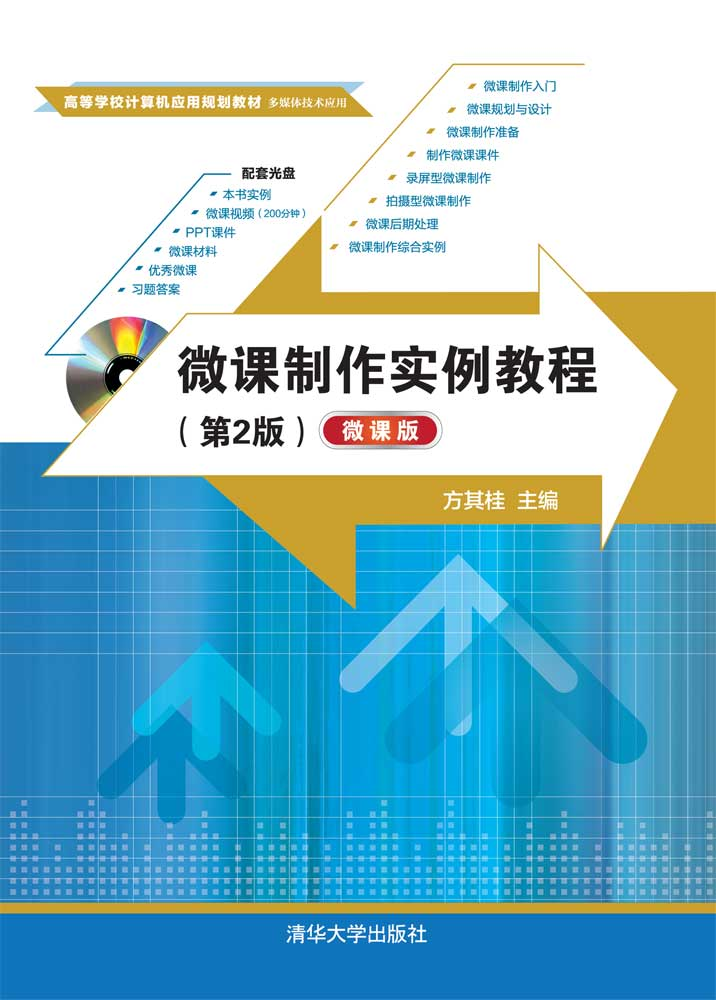 高等学校计算机应用规划教材 多媒体技术应用
微课制作入门
微课规划与设计
微课制作准备
制作微课课件
录屏型微课制作
拍摄型微课制作
微课后期处理
微课制作综合实例
配套光盘
本书实例
微课视频(200分钟)
PPT课件
微课材料
优秀微课
习题答案
微课制作实例教程
(第2版) 微课版
方其桂 主编
清华大学出版社